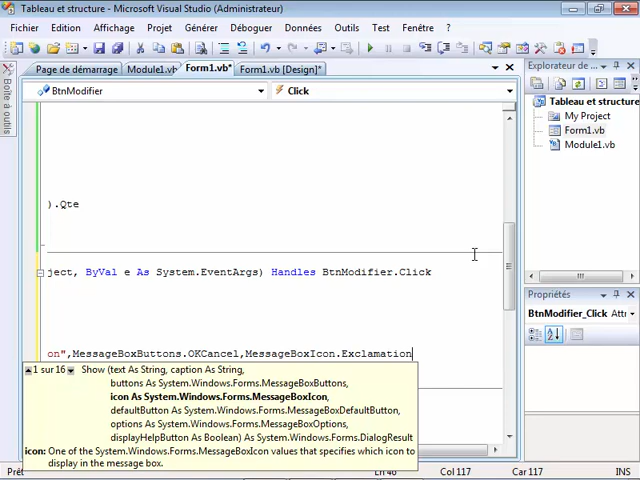 Tableau et structure - Microsoft Visual Studio (Administrateur)
Fichier Edition Affichage Projet Générer Déboguer Données Outils Test Fenêtre ?
Page de démarrage Module1.vb Form1.vb* Form1.vb [Design]*
BtnModifier Click
Boîte à outils
).Qte
ject, ByVal e As System.EventArgs) Handles BtnModifier.Click
on",MessageBoxButtons.OKCancel,MessageBoxIcon.Exclamation
1 sur 16 Show (text As String, caption As String,
buttons As System.Windows.Forms.MessageBoxButtons,
icon As System.Windows.Forms.MessageBoxIcon,
defaultButton As System.Windows.Forms.MessageBoxDefaultButton,
options As System.Windows.Forms.MessageBoxOptions,
displayHelpButton As Boolean) As System.Windows.Forms.DialogResult
icon: One of the System.Windows.Forms.MessageBoxIcon values that specifies which icon to
display in the message box.
Explorateur de
Tableau et structure
My Project
Form1.vb
Module1.vb
Propriétés
BtnModifier_Click Attri
Prêt Ln 46 Col 117 Car 117